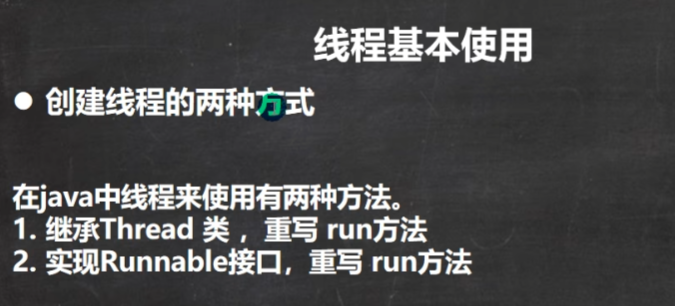 线程基本使用
● 创建线程的两种方式
在java中线程来使用有两种方法。
1. 继承Thread 类 ，重写 run方法
2. 实现Runnable接口，重写 run方法